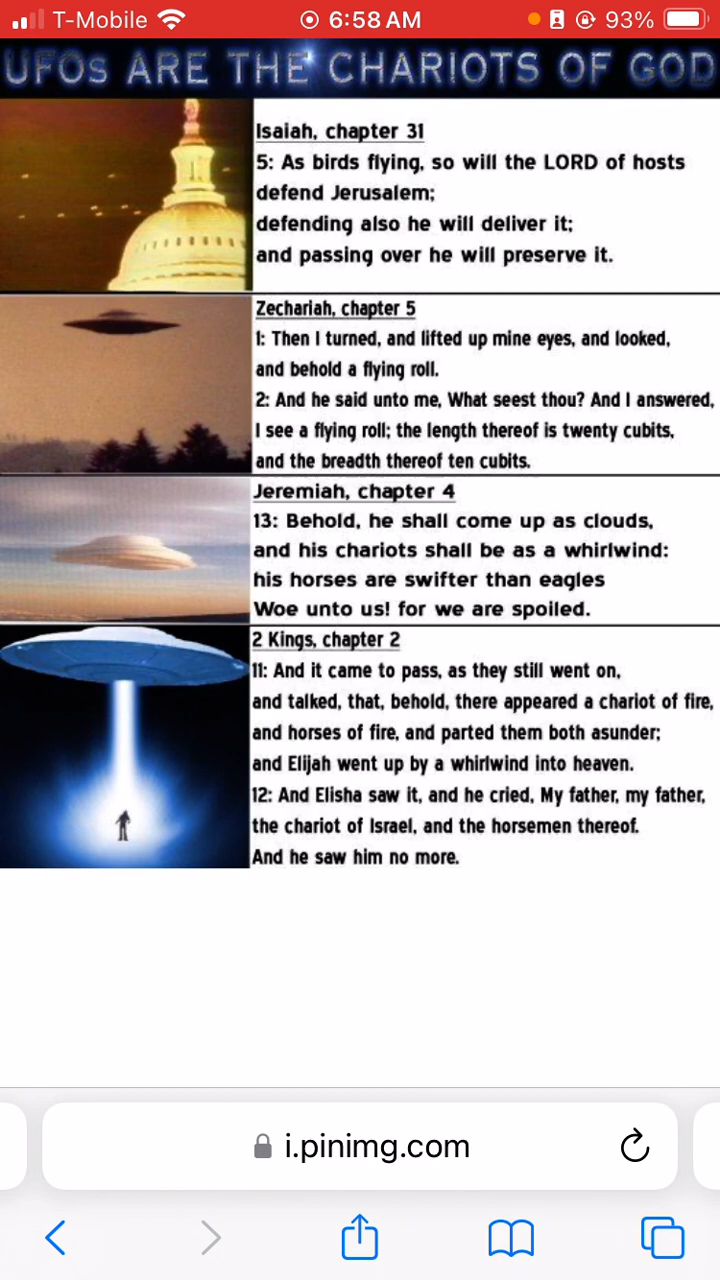 T-Mobile 6:58 AM 93%
UFOs ARE THE CHARIOTS OF GOD
Isaiah, chapter 31
5: As birds flying, so will the LORD of hosts
defend Jerusalem;
defending also he will deliver it;
and passing over he will preserve it.
Zechariah, chapter 5
1: Then I turned, and lifted up mine eyes, and looked,
and behold a flying roll.
2: And he said unto me, What seest thou? And I answered,
I see a flying roll; the length thereof is twenty cubits,
and the breadth thereof ten cubits.
Jeremiah, chapter 4
13: Behold, he shall come up as clouds,
and his chariots shall be as a whirlwind:
his horses are swifter than eagles
Woe unto us! for we are spoiled.
2 Kings, chapter 2
11: And it came to pass, as they still went on,
and talked, that, behold, there appeared a chariot of fire,
and horses of fire, and parted them both asunder;
and Elijah went up by a whirlwind into heaven.
12: And Elisha saw it, and he cried, My father, my father,
the chariot of Israel, and the horsemen thereof.
And he saw him no more.
i.pinimg.com